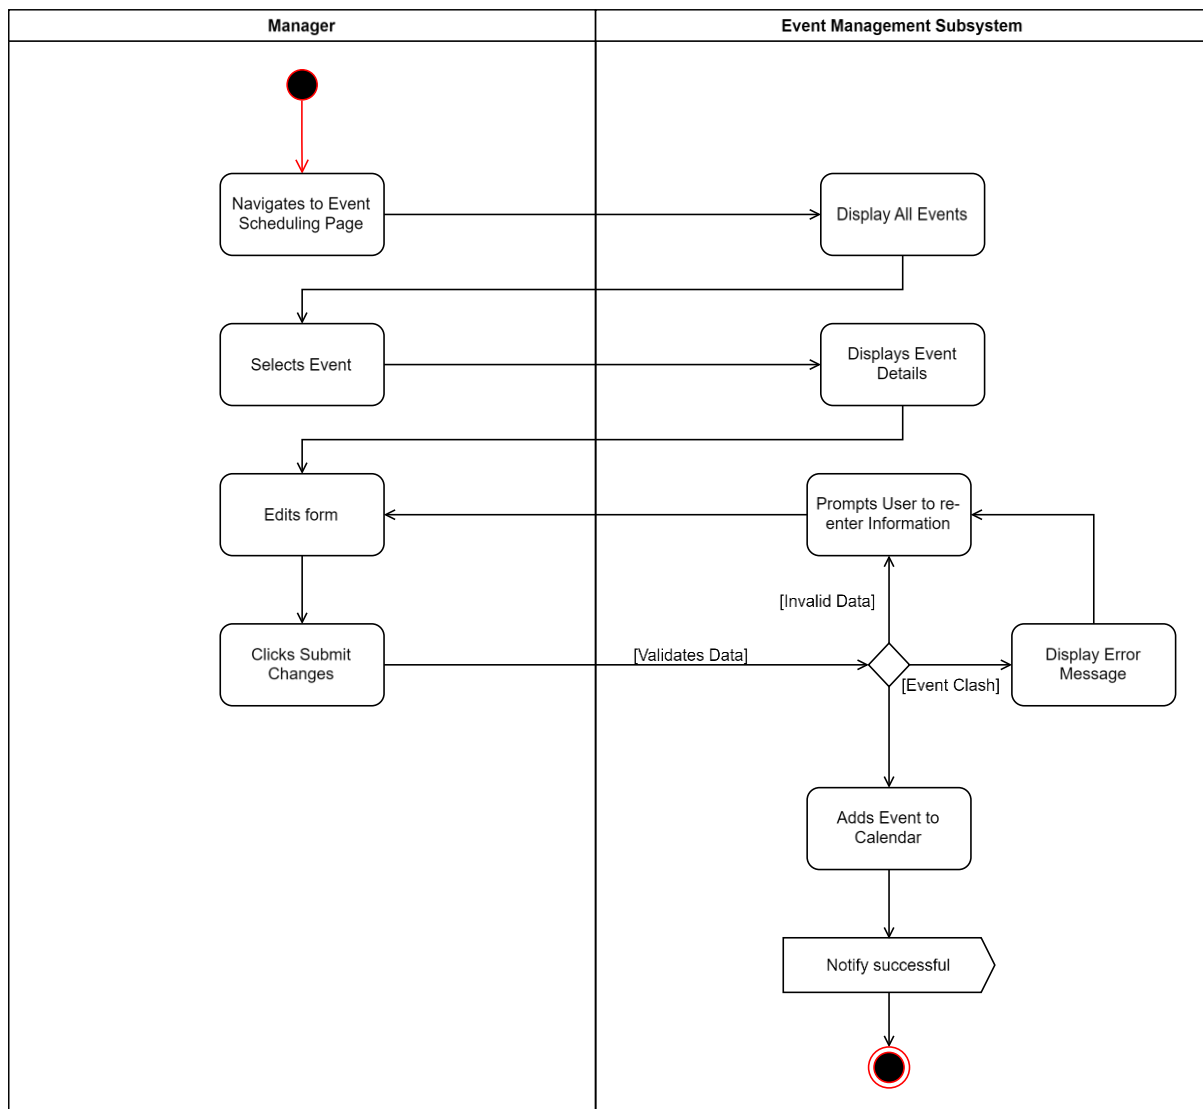 Manager
Event Management Subsystem
Navigates to Event
Scheduling Page
Display All Events
Selects Event
Displays Event
Details
Edits form
Prompts User to re-
enter Information
[Invalid Data]
Clicks Submit
Changes
[Validates Data]
[Event Clash]
Display Error
Message
Adds Event to
Calendar
Notify successful